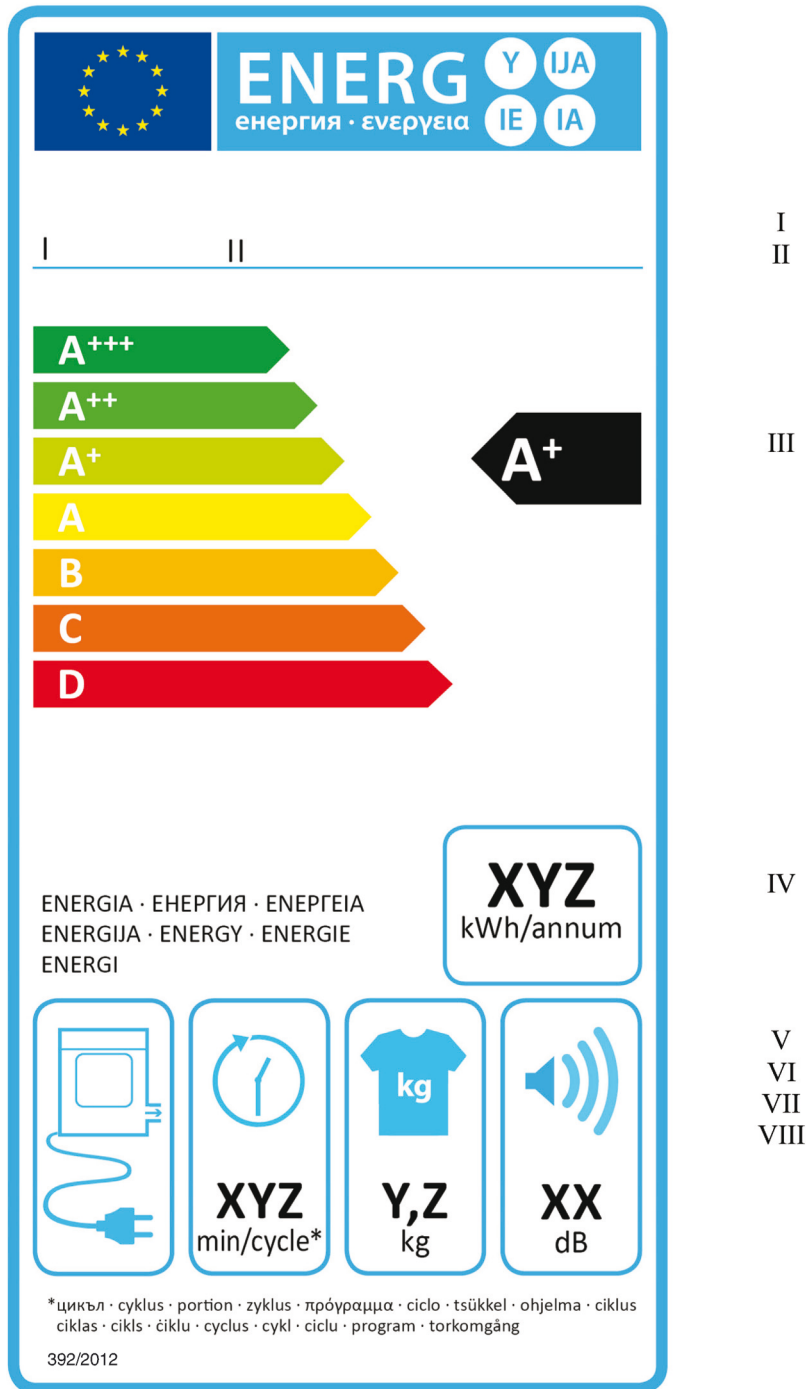 ENERG Y IJA
енергия · ενεργεια IE IA
I II
I
II
A+++
A++
A+
A
B
C
D
A+
III
XYZ
kWh/annum
IV
ENERGIA · ЕНЕРГИЯ · ΕΝΕΡΓΕΙΑ
ENERGIJA · ENERGY · ENERGIE
ENERGI
V
VI
VII
VIII
XYZ
min/cycle*
kg
Y,Z
kg
XX
dB
*цикъл · cyklus · portion · zyklus · πρόγραμμα · ciclo · tsükkel · ohjelma · ciklus
ciklas · cikls · ċiklu · cyclus · cykl · ciclu · program · torkomgång
392/2012